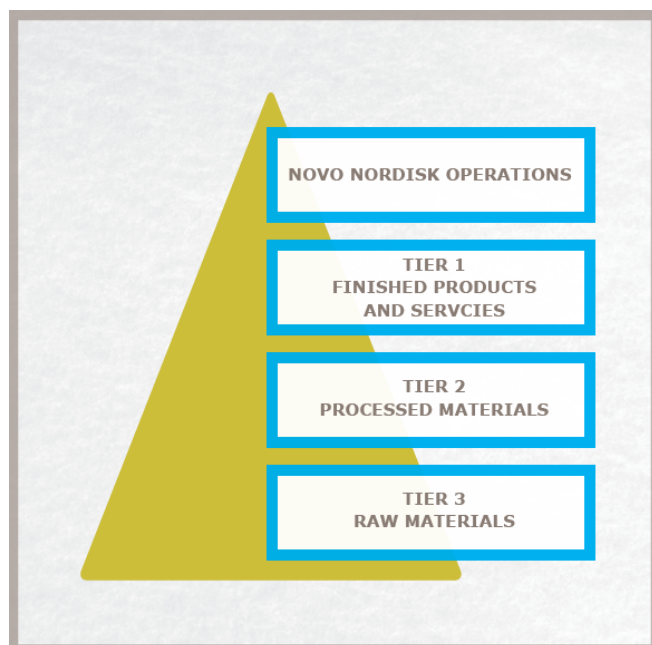 NOVO NORDISK OPERATIONS
TIER 1
FINISHED PRODUCTS
AND SERVCIES
TIER 2
PROCESSED MATERIALS
TIER 3
RAW MATERIALS